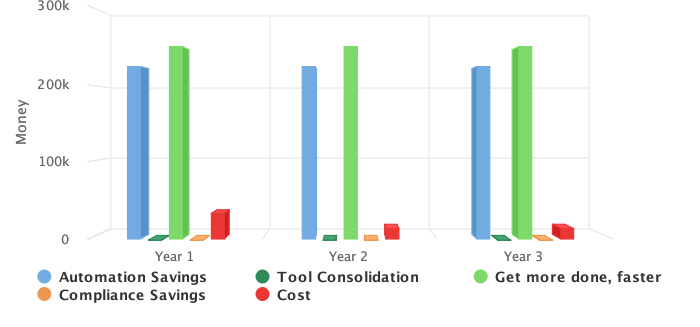 300k
200k
100k
0
Money
Year 1 Year 2 Year 3
Automation Savings Tool Consolidation Get more done, faster
Compliance Savings Cost